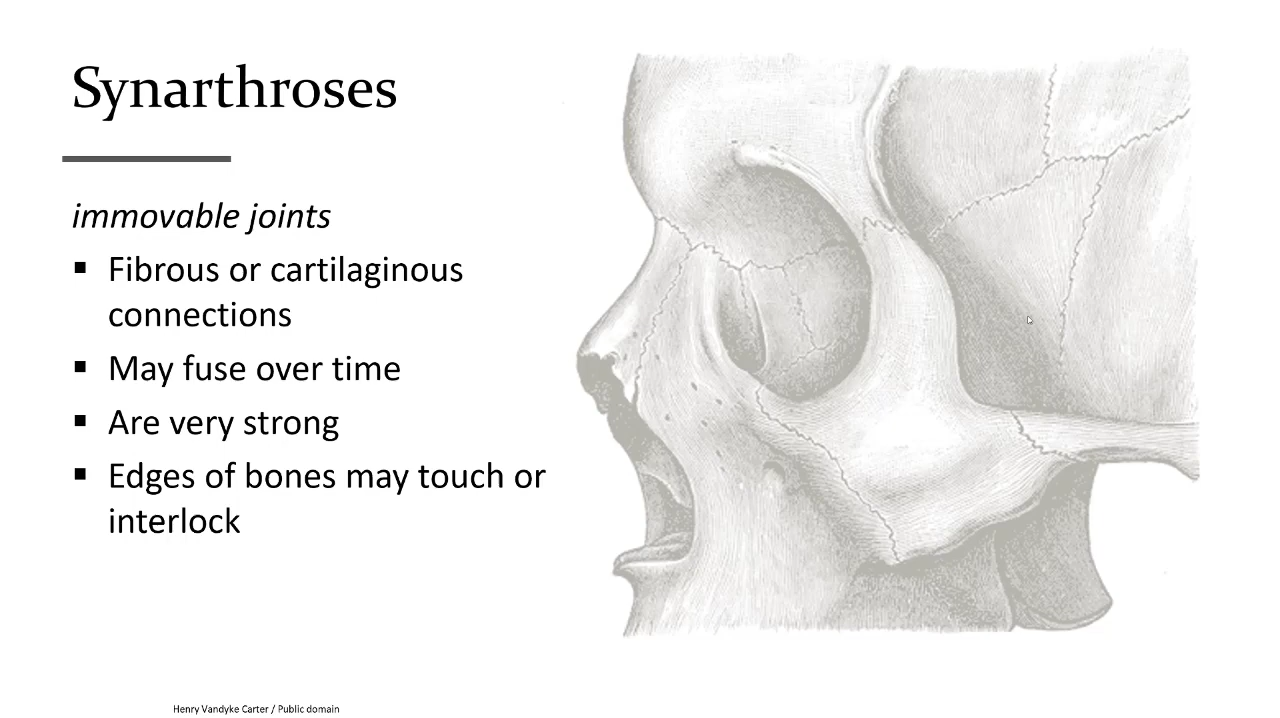 Synarthroses
immovable joints
▪ Fibrous or cartilaginous
connections
▪ May fuse over time
▪ Are very strong
▪ Edges of bones may touch or
interlock
Henry Vandyke Carter / Public domain